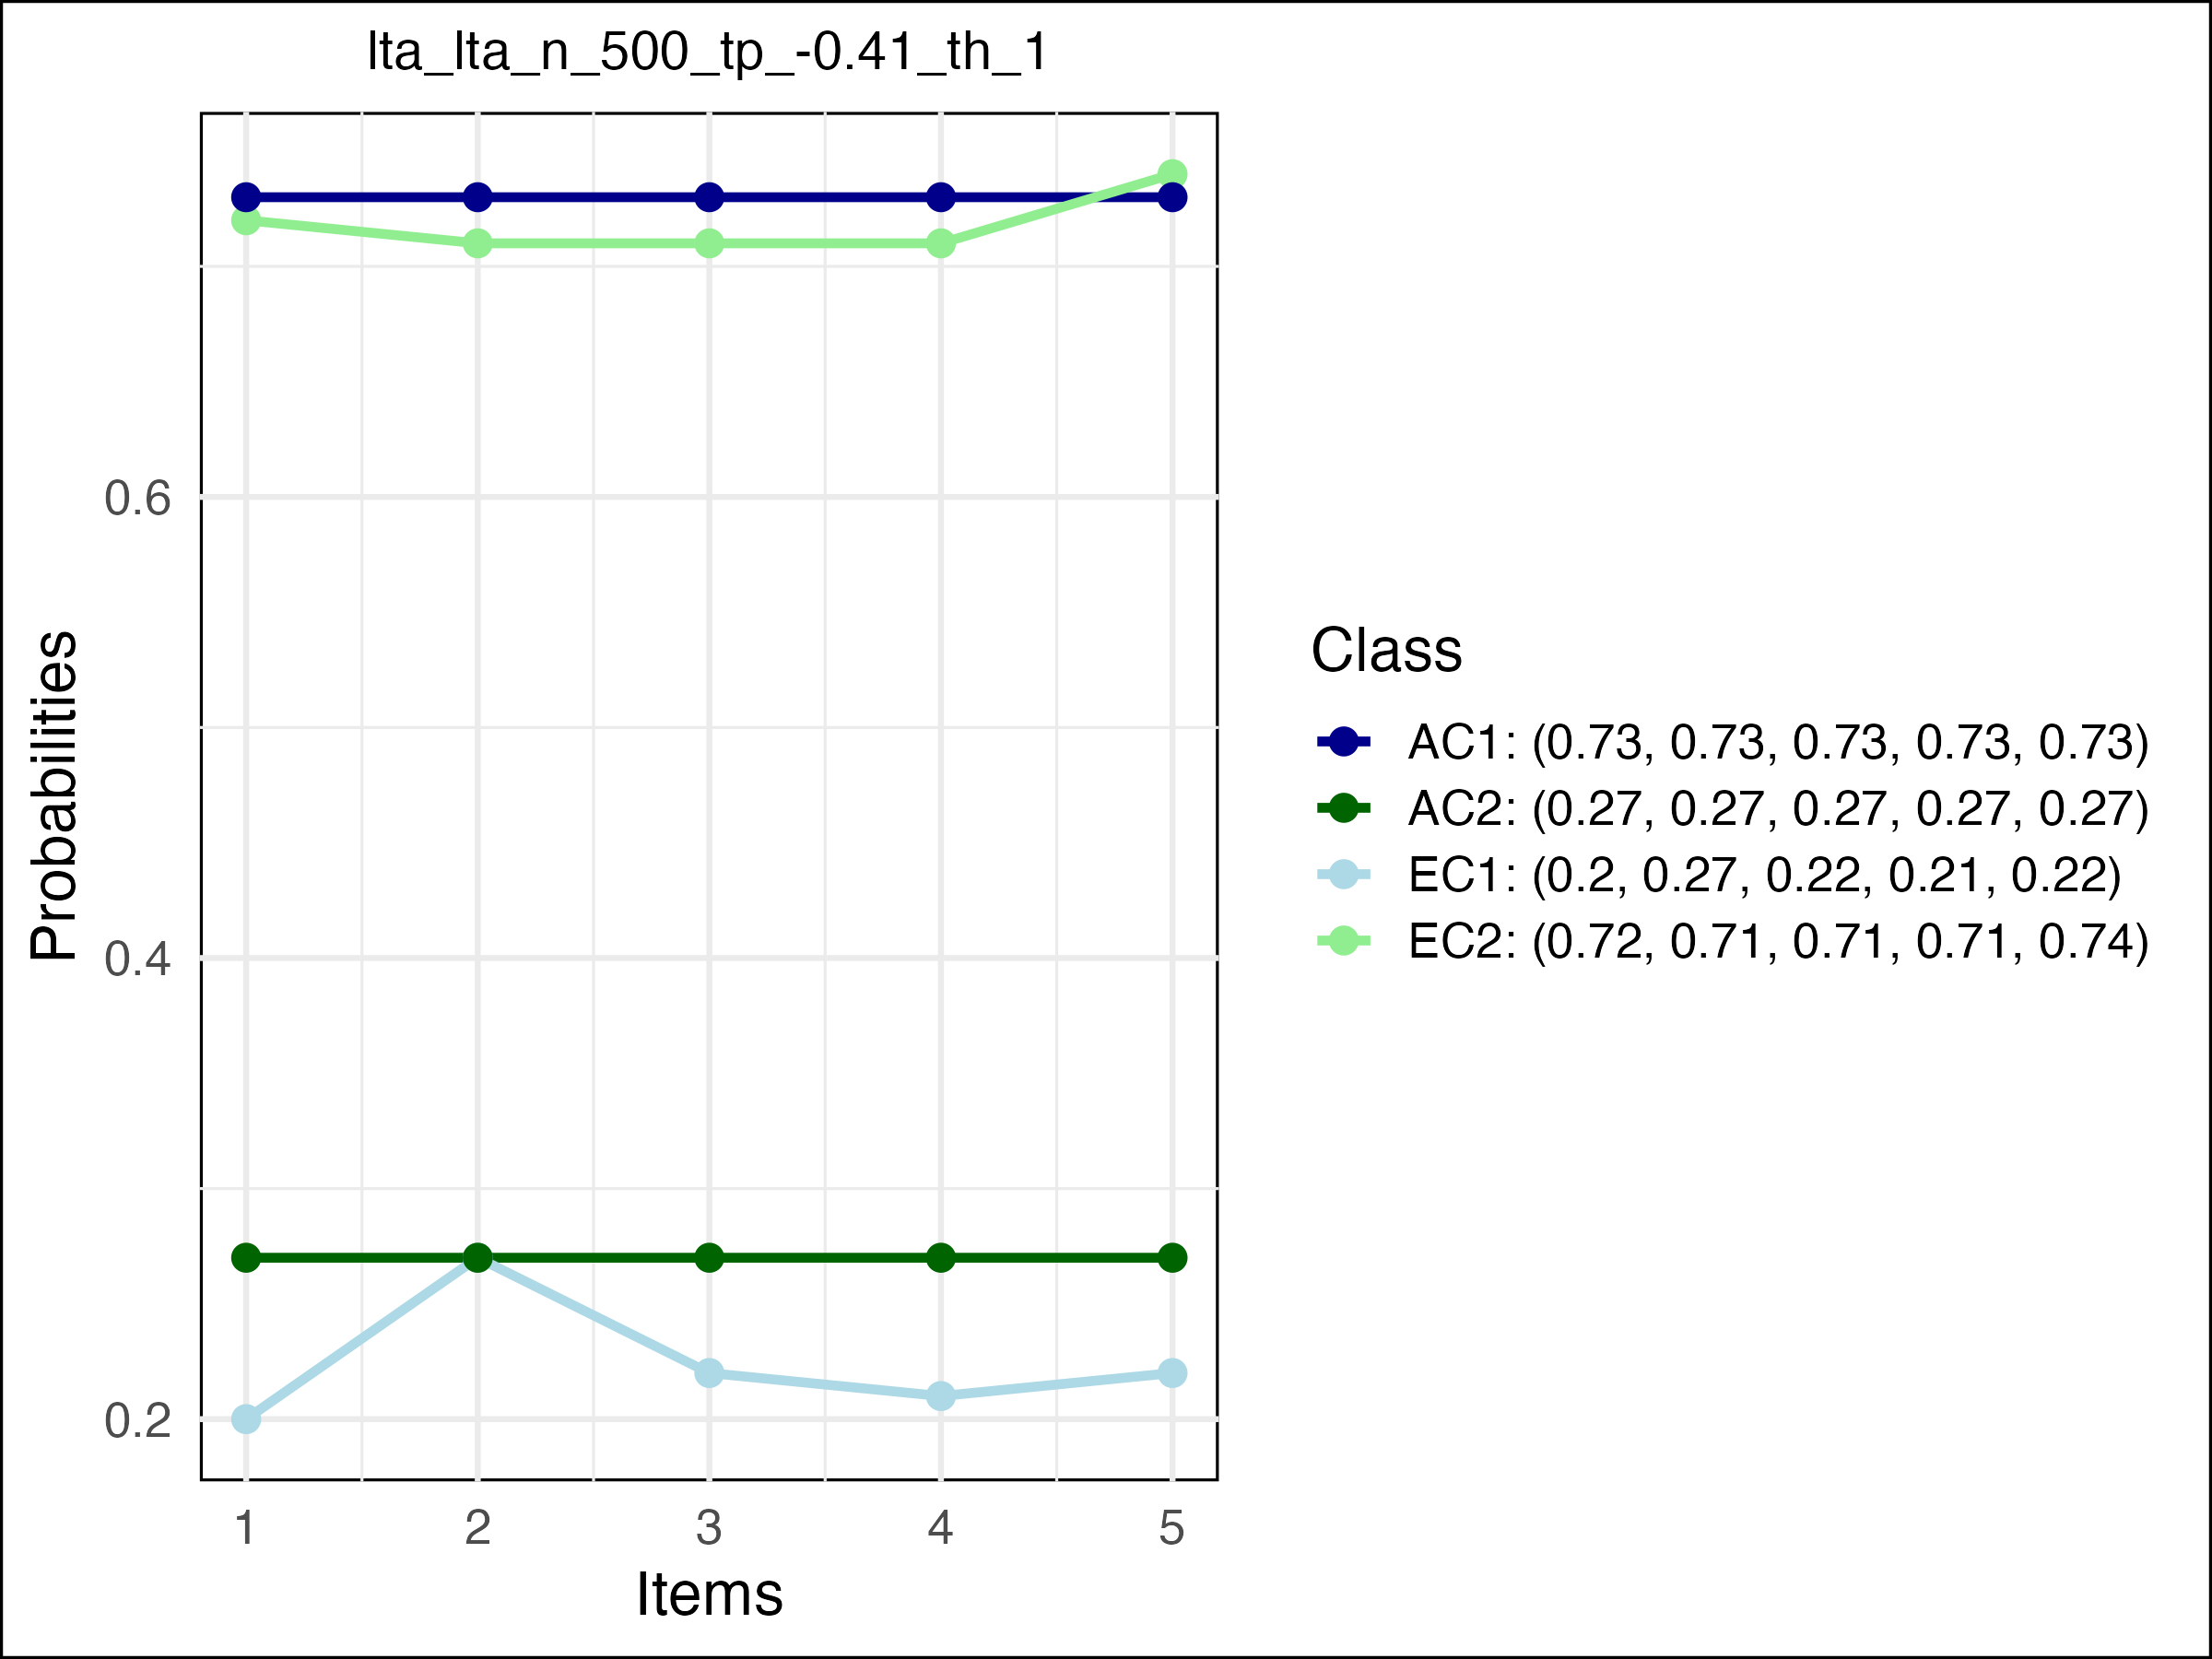 lta_lta_n_500_tp_-0.41_th_1
Probabilities
0.6
0.4
0.2
1 2 3 4 5
Items
Class
AC1: (0.73, 0.73, 0.73, 0.73, 0.73)
AC2: (0.27, 0.27, 0.27, 0.27, 0.27)
EC1: (0.2, 0.27, 0.22, 0.21, 0.22)
EC2: (0.72, 0.71, 0.71, 0.71, 0.74)